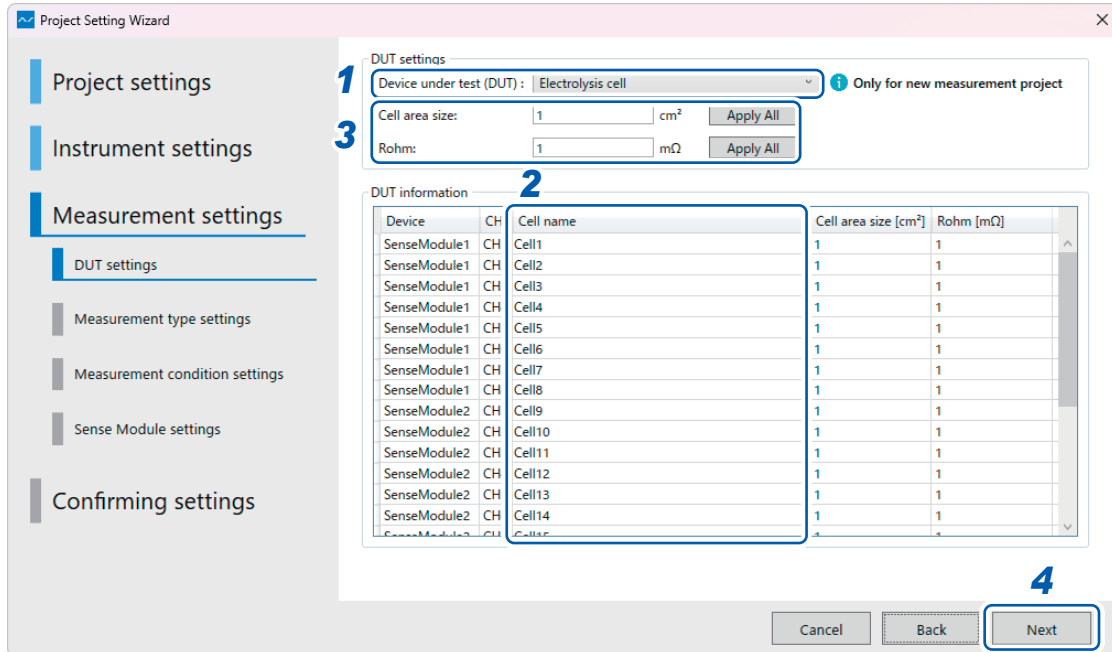 Project Setting Wizard
Project settings
Instrument settings
Measurement settings
DUT settings
Measurement type settings
Measurement condition settings
Sense Module settings
Confirming settings
DUT settings
1 Device under test (DUT) : Electrolysis cell Only for new measurement project
3
Cell area size: 1 cm² Apply All
Rohm: 1 mΩ Apply All
2
DUT information
Device CH Cell name Cell area size [cm²] Rohm [mΩ]
SenseModule1 CH Cell1 1 1
SenseModule1 CH Cell2 1 1
SenseModule1 CH Cell3 1 1
SenseModule1 CH Cell4 1 1
SenseModule1 CH Cell5 1 1
SenseModule1 CH Cell6 1 1
SenseModule1 CH Cell7 1 1
SenseModule1 CH Cell8 1 1
SenseModule2 CH Cell9 1 1
SenseModule2 CH Cell10 1 1
SenseModule2 CH Cell11 1 1
SenseModule2 CH Cell12 1 1
SenseModule2 CH Cell13 1 1
SenseModule2 CH Cell14 1 1
SenseModule2 CH Cell15 1 1
4
Cancel Back Next